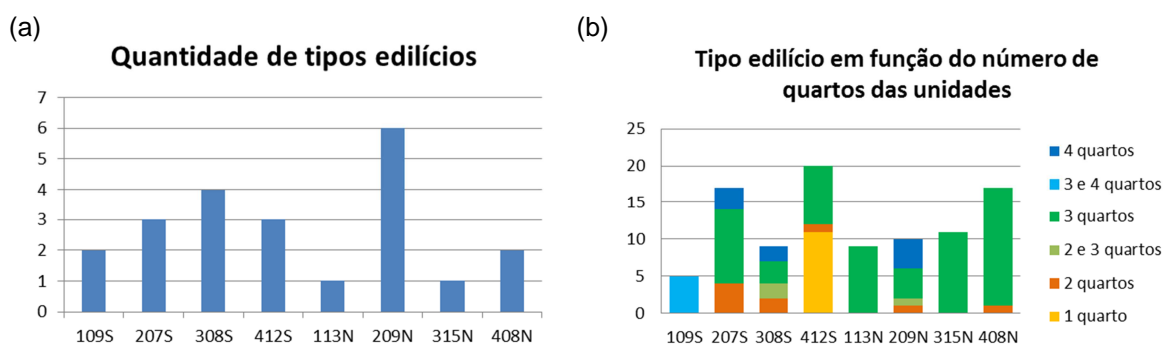 (a)
Quantidade de tipos edilícios
7
6
5
4
3
2
1
0
109S 207S 308S 412S 113N 209N 315N 408N
(b)
Tipo edilício em função do número de
quartos das unidades
25
20
15
10
5
0
109S 207S 308S 412S 113N 209N 315N 408N
4 quartos
3 e 4 quartos
3 quartos
2 e 3 quartos
2 quartos
1 quarto